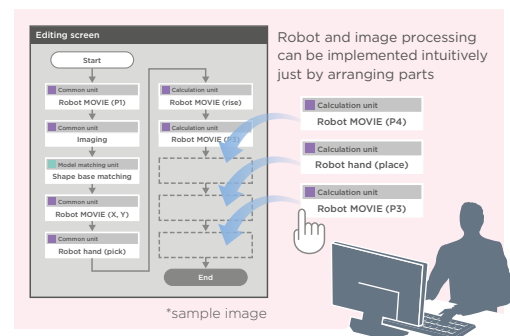 Editing screen
Start
Common unit
Robot MOVIE (P1)
Common unit
Imaging
Model matching unit
Shape base matching
Common unit
Robot MOVIE (X, Y)
Common unit
Robot hand (pick)
Calculation unit
Robot MOVIE (rise)
Calculation unit
Robot MOVIE
End
Robot and image processing
can be implemented intuitively
just by arranging parts
Calculation unit
Robot MOVIE (P4)
Calculation unit
Robot hand (place)
Calculation unit
Robot MOVIE (P3)
*sample image